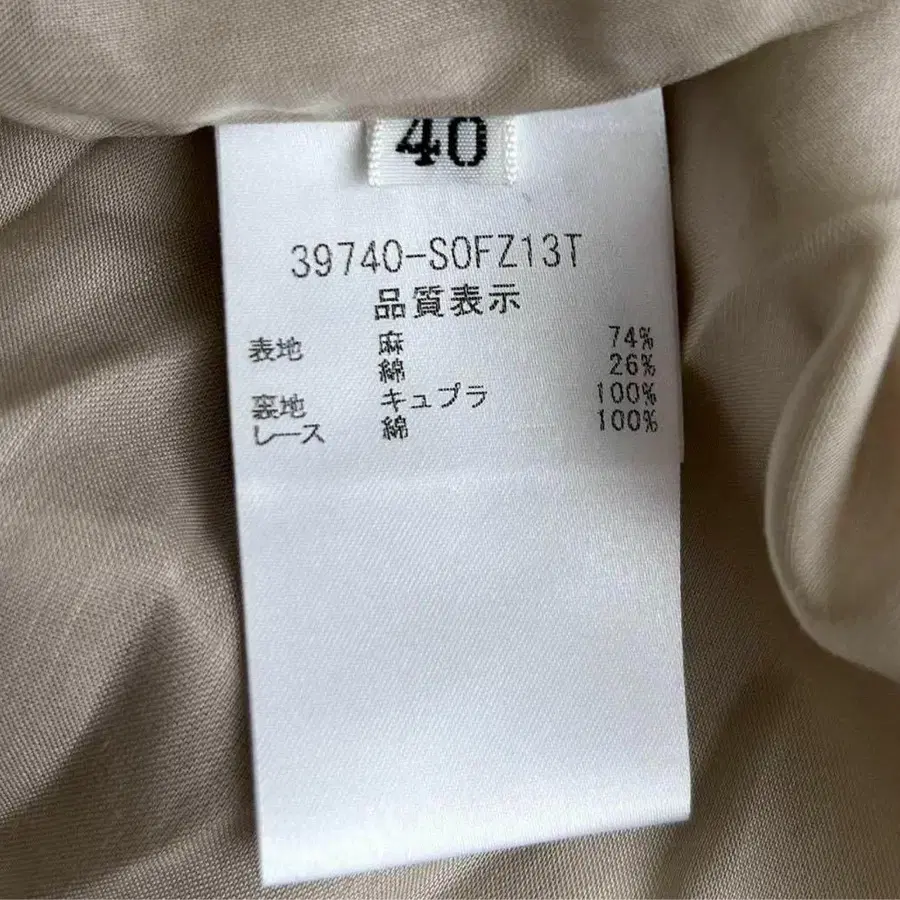 40
39740-S0FZ13T
品質表示
表地 麻 74%
綿 26%
裏地 キュプラ 100%
レース 綿 100%